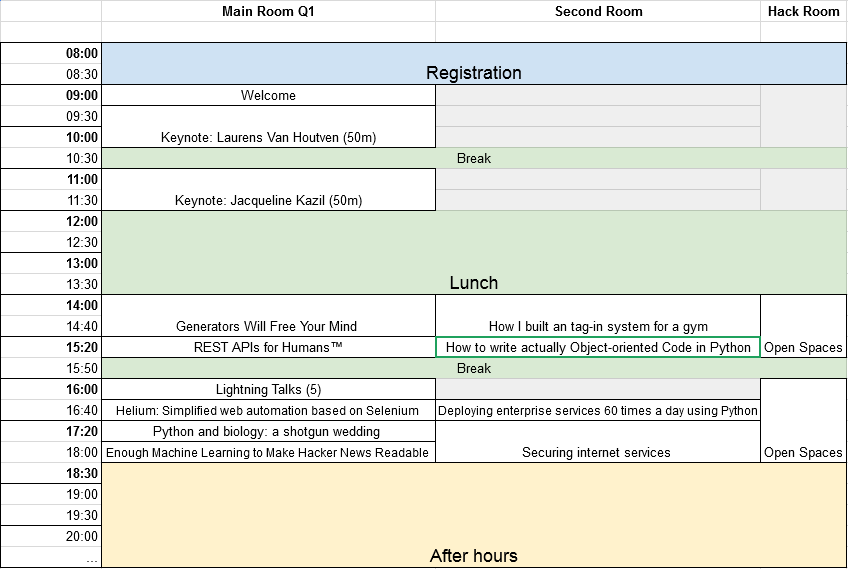 Main Room Q1 Second Room Hack Room
08:00
08:30 Registration
09:00 Welcome
09:30
10:00 Keynote: Laurens Van Houtven (50m)
10:30 Break
11:00
11:30 Keynote: Jacqueline Kazil (50m)
12:00
12:30
13:00
13:30 Lunch
14:00
14:40 Generators Will Free Your Mind How I built an tag-in system for a gym
15:20 REST APIs for Humans™ How to write actually Object-oriented Code in Python Open Spaces
15:50 Break
16:00 Lightning Talks (5)
16:40 Helium: Simplified web automation based on Selenium Deploying enterprise services 60 times a day using Python
17:20 Python and biology: a shotgun wedding
18:00 Enough Machine Learning to Make Hacker News Readable Securing internet services Open Spaces
18:30
19:00
19:30
20:00
... After hours